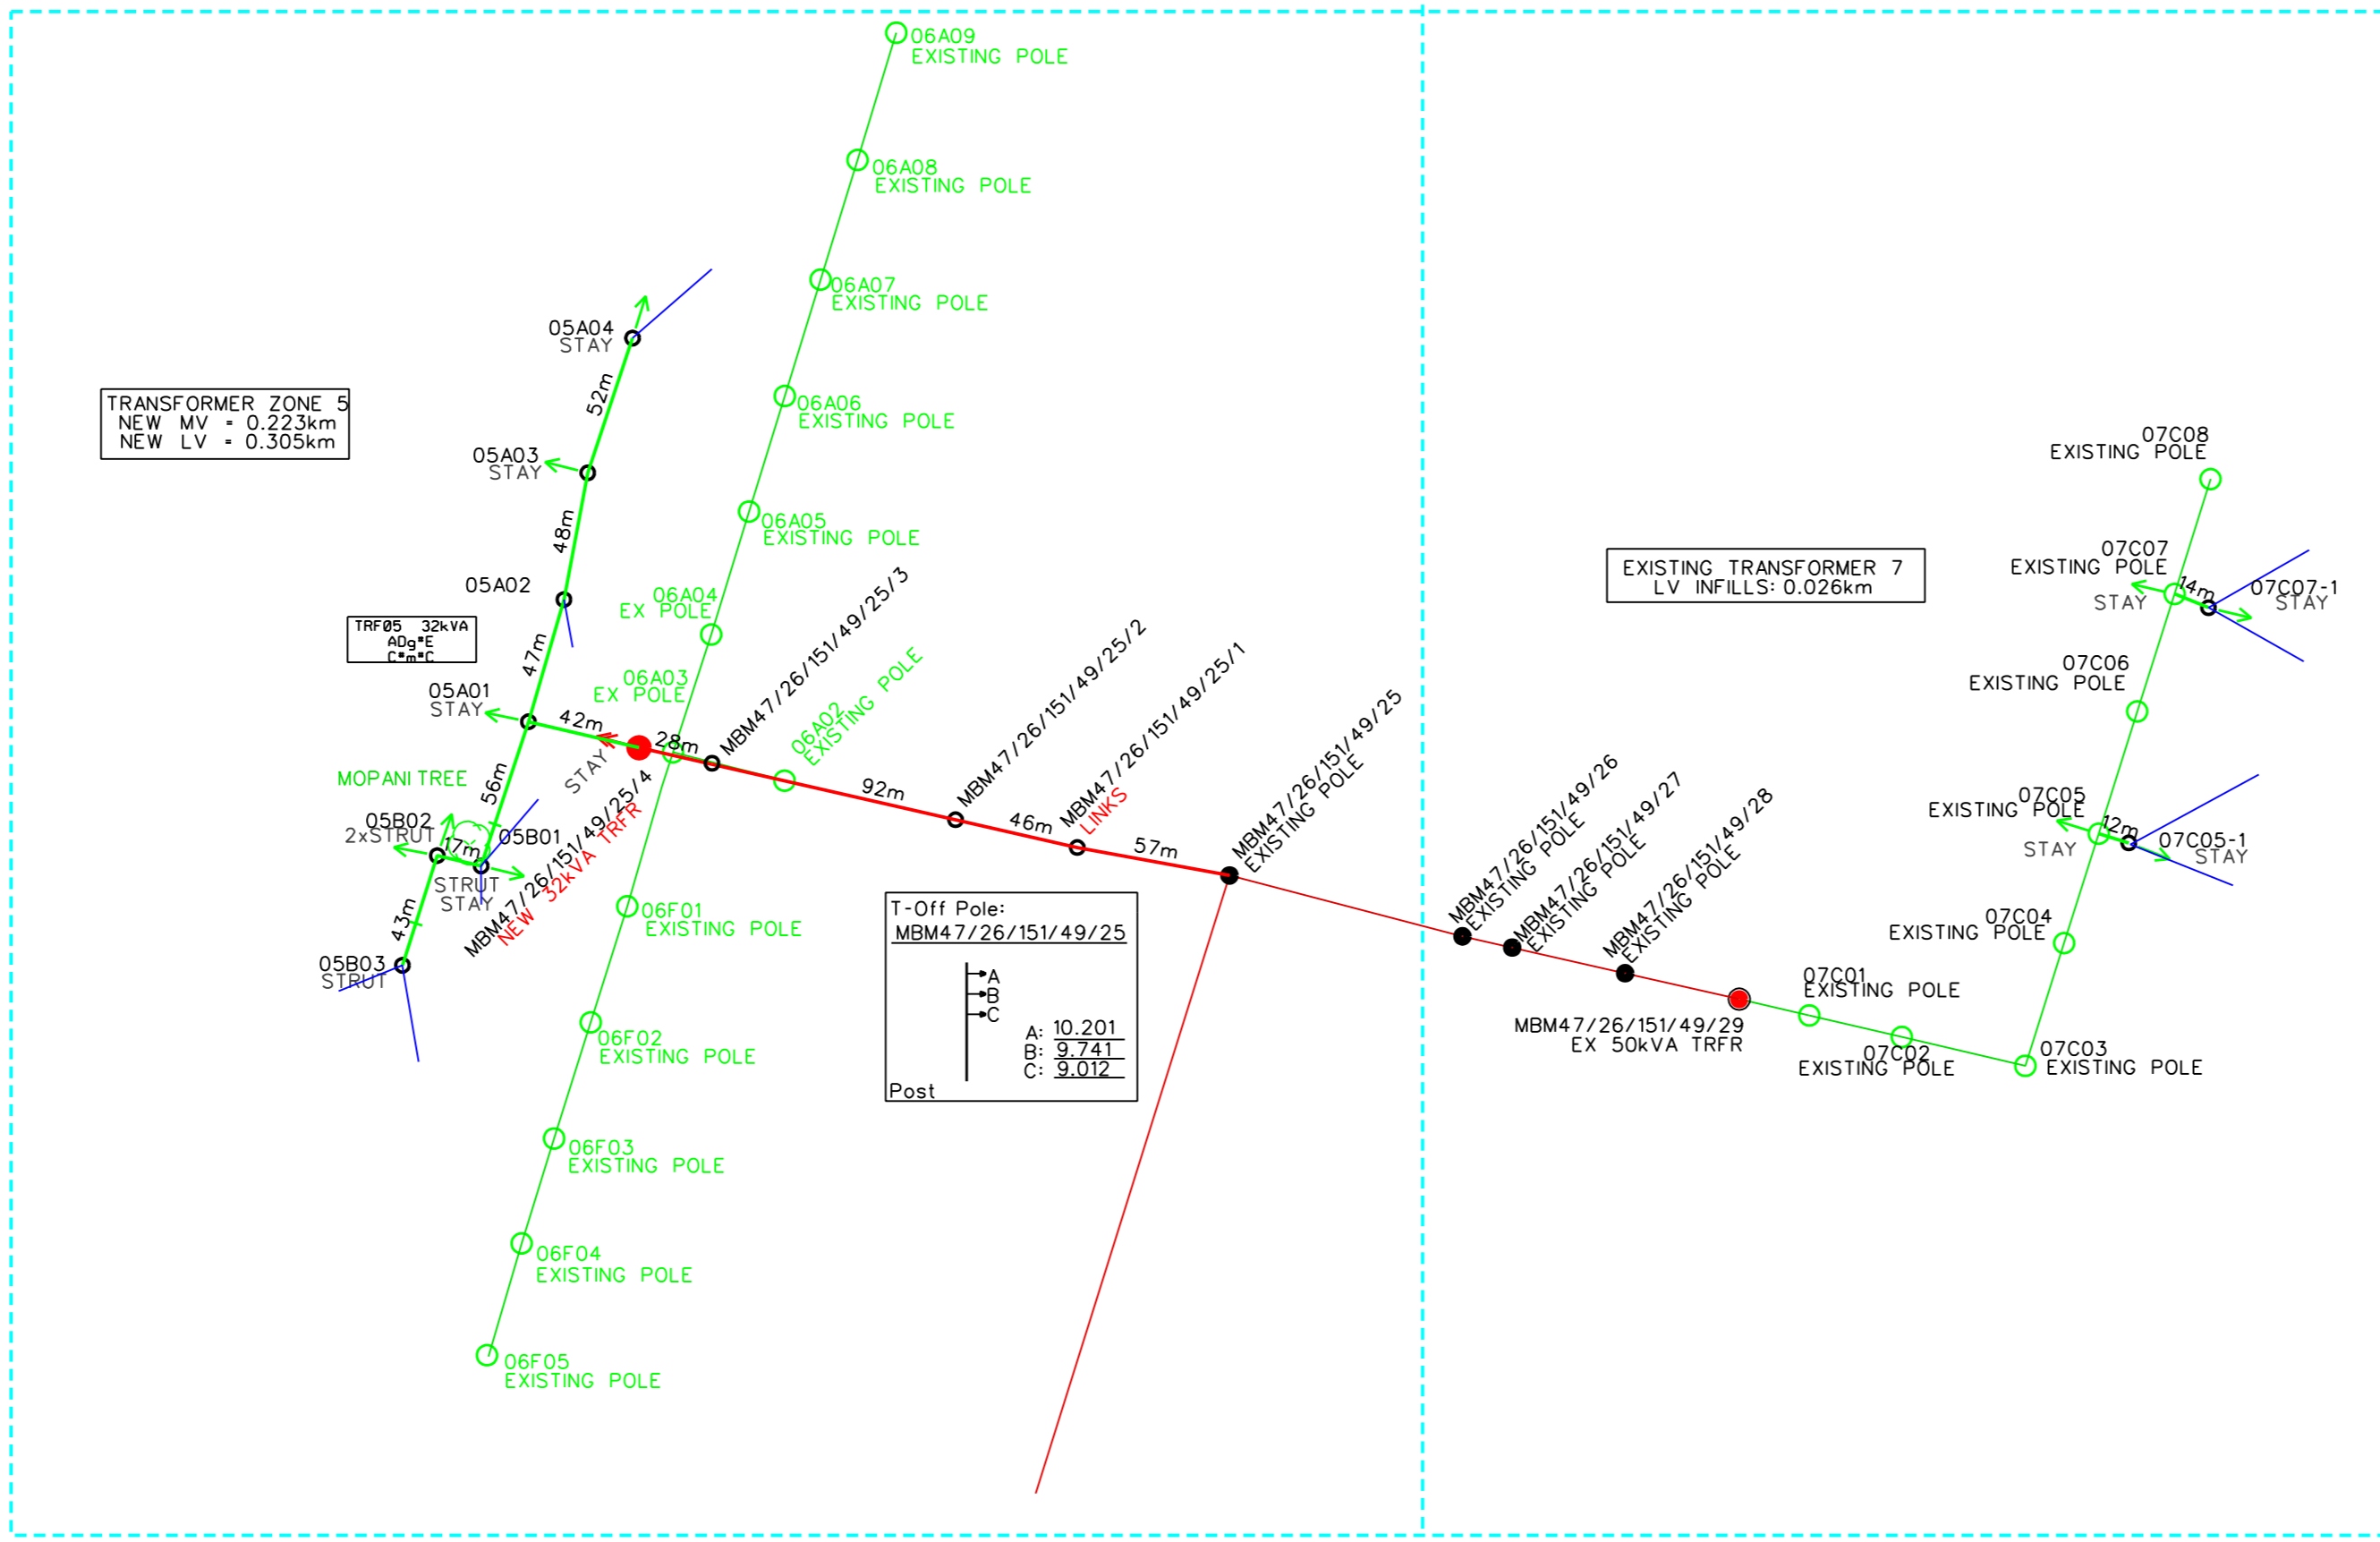 06A09
EXISTING POLE
06A08
EXISTING POLE
06A07
EXISTING POLE
05A04
STAY
52m
TRANSFORMER ZONE 5
NEW MV = 0.223km
NEW LV = 0.305km
06A06
EXISTING POLE
05A03
STAY
48m
06A05
EXISTING POLE
05A02
06A04
EX POLE
TRF05 32kVA
ADg*E
C*m*C
47m
05A01
STAY
42m
06A03
EX POLE
28m
MBM47/26/151/49/25/3
06A02
EXISTING POLE
STAY
MBM47/26/151/49/25/4
NEW 32kVA TRFR
92m
MBM47/26/151/49/25/2
46m
MBM47/26/151/49/25/1
LINKS
57m
MBM47/26/151/49/25
EXISTING POLE
MOPANI TREE
56m
05B02
2xSTRUT
17m
05B01
STRUT
STAY
43m
05B03
STRUT
06F01
EXISTING POLE
06F02
EXISTING POLE
06F03
EXISTING POLE
06F04
EXISTING POLE
06F05
EXISTING POLE
T-Off Pole:
MBM47/26/151/49/25
A
B
C
A: 10.201
B: 9.741
C: 9.012
Post
EXISTING TRANSFORMER 7
LV INFILLS: 0.026km
MBM47/26/151/49/26
EXISTING POLE
MBM47/26/151/49/27
EXISTING POLE
MBM47/26/151/49/28
EXISTING POLE
MBM47/26/151/49/29
EX 50kVA TRFR
07C01
EXISTING POLE
07C02
EXISTING POLE
07C03
EXISTING POLE
07C04
EXISTING POLE
07C05
EXISTING POLE
STAY
12m
07C05-1
STAY
07C06
EXISTING POLE
07C07
EXISTING POLE
STAY
14m
07C07-1
STAY
07C08
EXISTING POLE